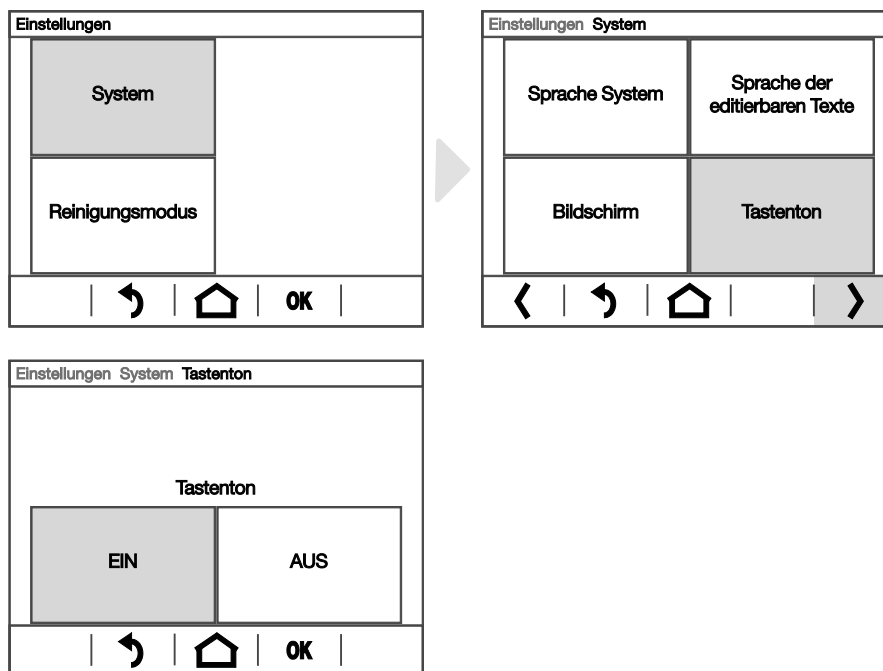 Einstellungen
System
Reinigungsmodus
OK
Einstellungen System
Sprache System
Sprache der
editierbaren Texte
Bildschirm
Tastenton
Einstellungen System Tastenton
Tastenton
EIN
AUS
OK